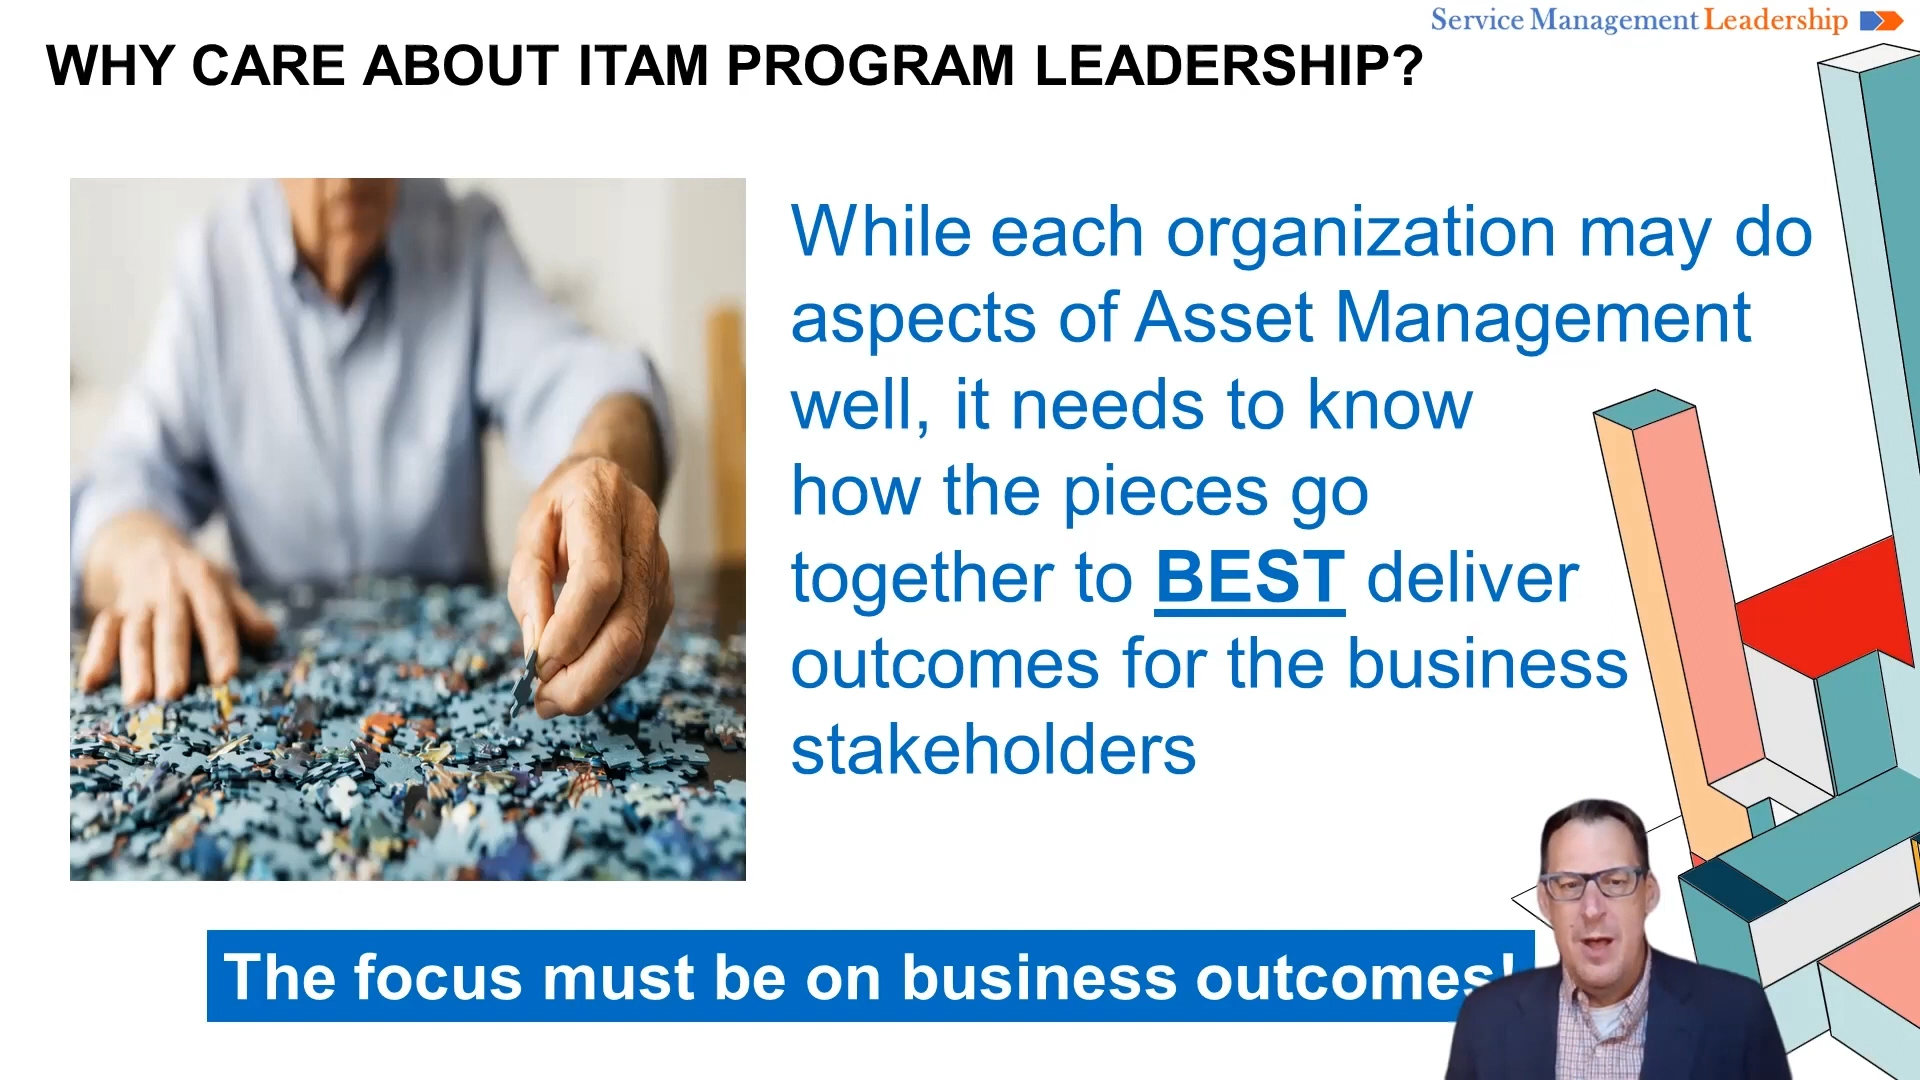 Service Management Leadership
WHY CARE ABOUT ITAM PROGRAM LEADERSHIP?
While each organization may do
aspects of Asset Management
well, it needs to know
how the pieces go
together to BEST deliver
outcomes for the business
stakeholders
The focus must be on business outcomes!